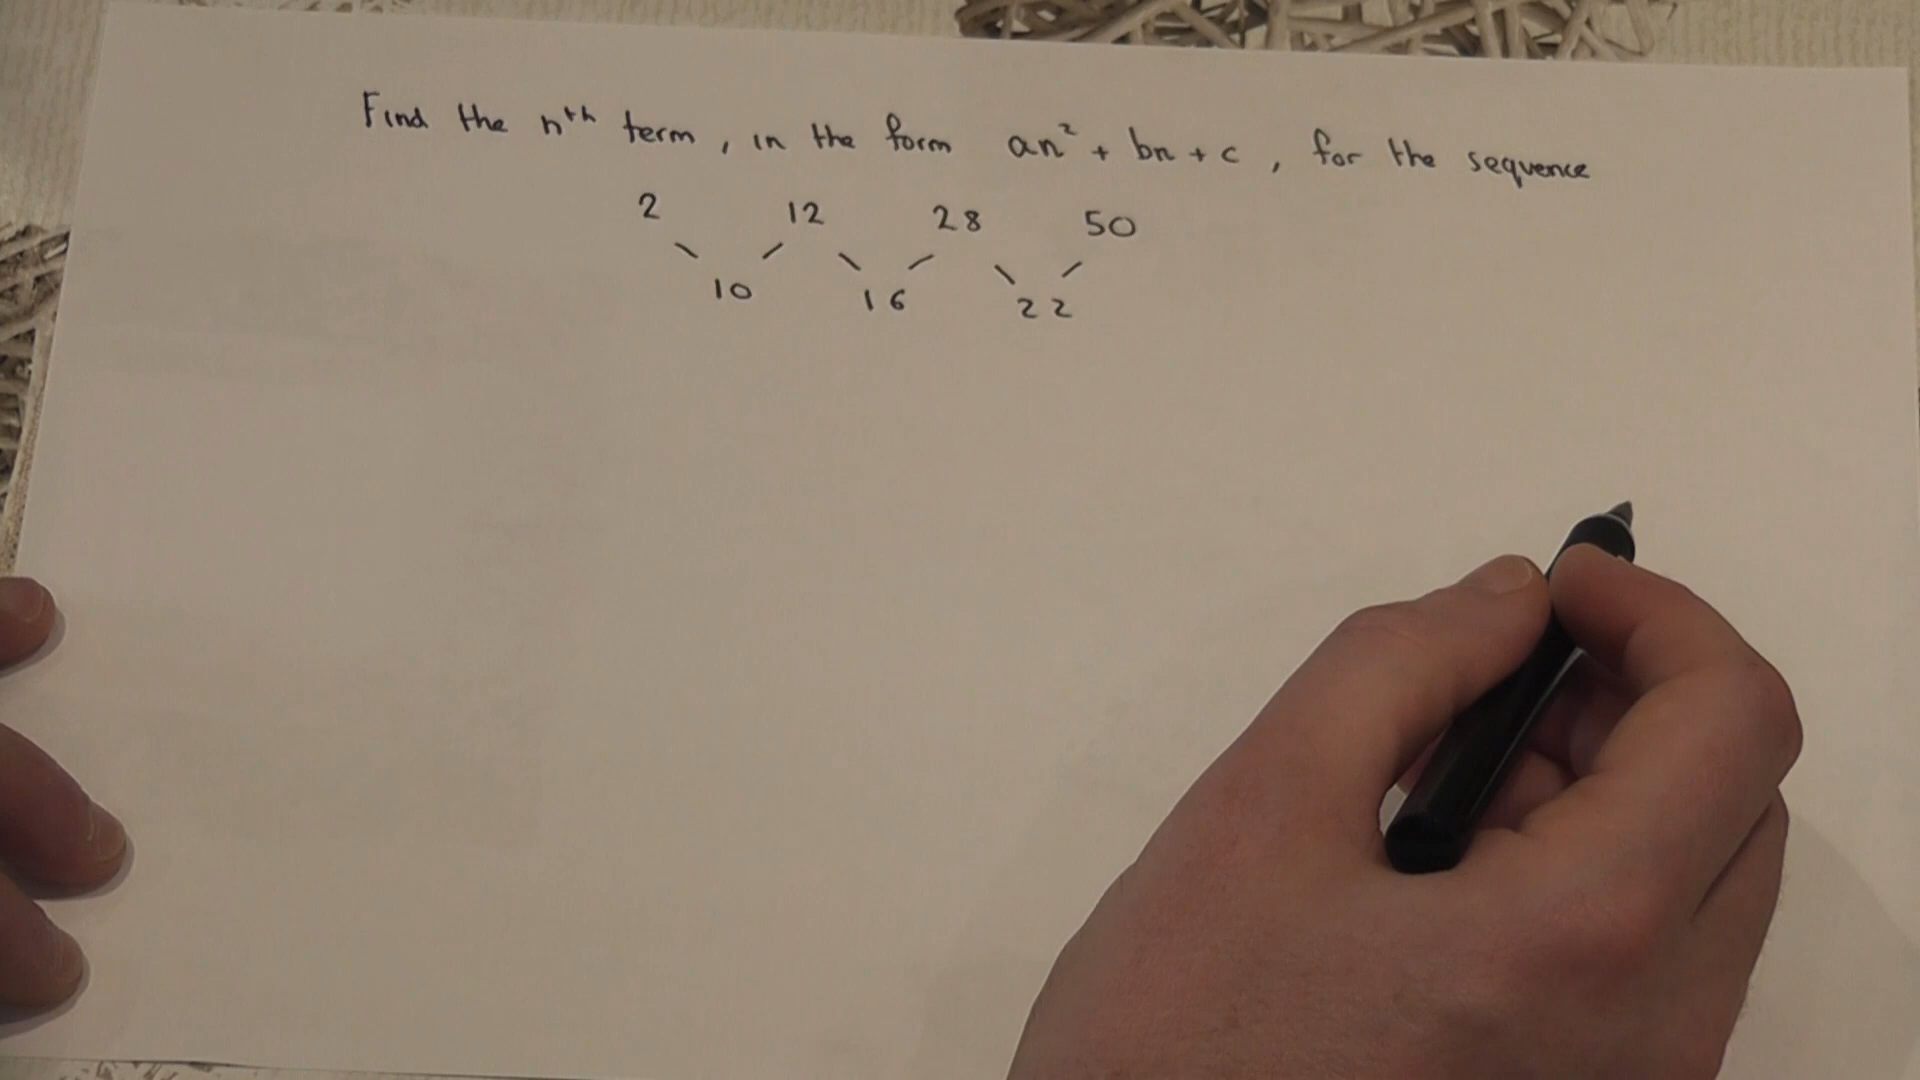 Find the nᵗʰ term, in the form an² + bn + c, for the sequence
2 12 28 50
10 16 22